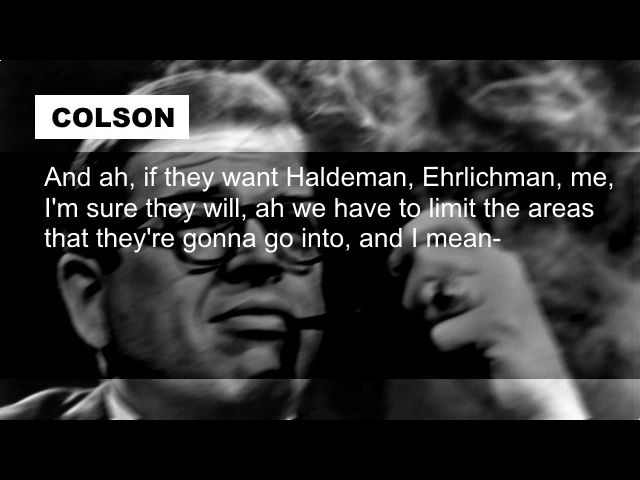 COLSON
And ah, if they want Haldeman, Ehrlichman, me,
I'm sure they will, ah we have to limit the areas
that they're gonna go into, and I mean-